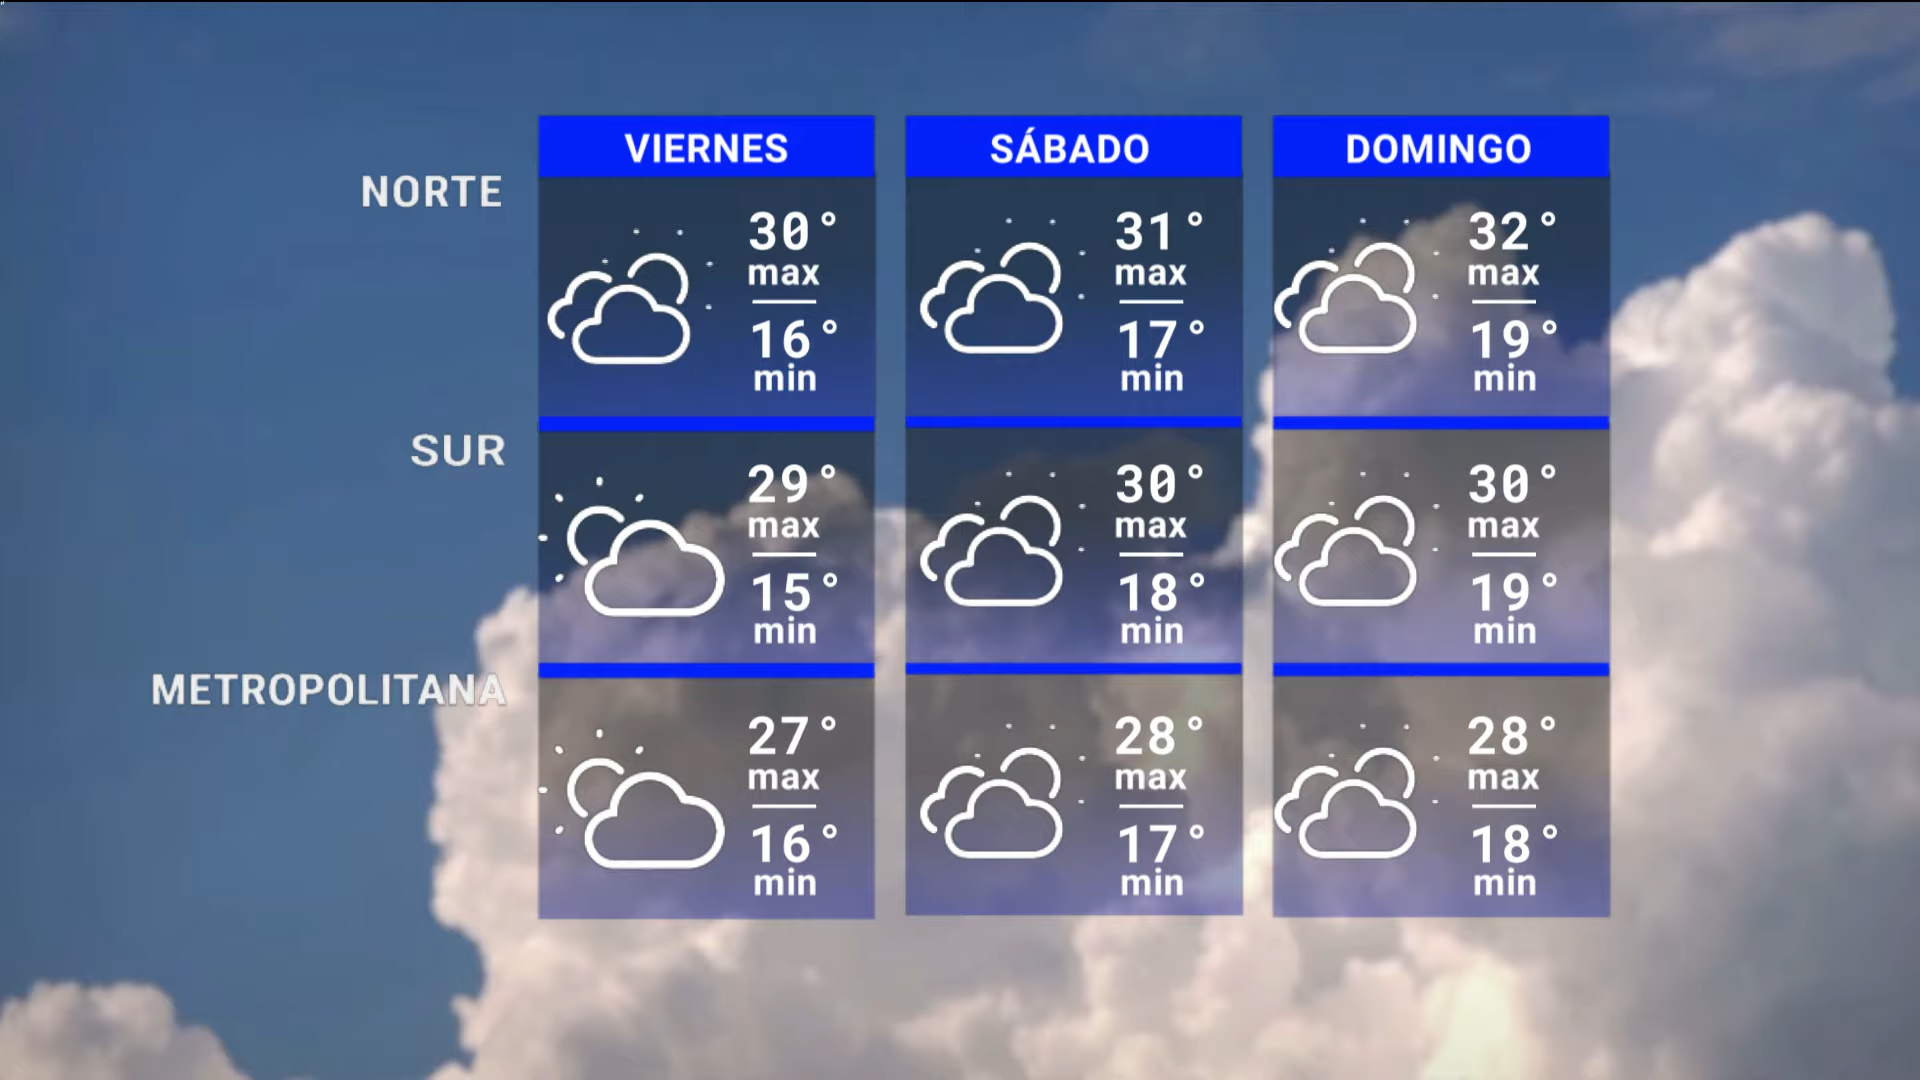 VIERNES
SÁBADO
DOMINGO
NORTE
30°
max
16°
min
31°
max
17°
min
32°
max
19°
min
SUR
29°
max
15°
min
30°
max
18°
min
30°
max
19°
min
METROPOLITANA
27°
max
16°
min
28°
max
17°
min
28°
max
18°
min